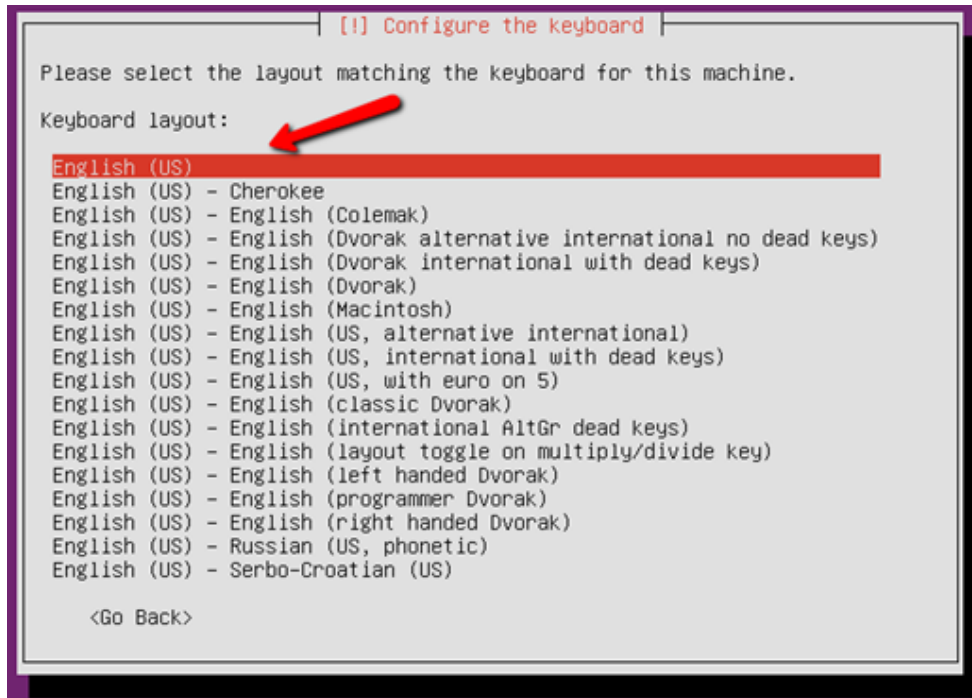 [!] Configure the keyboard
Please select the layout matching the keyboard for this machine.
Keyboard layout:
English (US)
English (US) - Cherokee
English (US) - English (Colemak)
English (US) - English (Dvorak alternative international no dead keys)
English (US) - English (Dvorak international with dead keys)
English (US) - English (Dvorak)
English (US) - English (Macintosh)
English (US) - English (US, alternative international)
English (US) - English (US, international with dead keys)
English (US) - English (US, with euro on 5)
English (US) - English (classic Dvorak)
English (US) - English (international AltGr dead keys)
English (US) - English (layout toggle on multiply/divide key)
English (US) - English (left handed Dvorak)
English (US) - English (programmer Dvorak)
English (US) - English (right handed Dvorak)
English (US) - Russian (US, phonetic)
English (US) - Serbo-Croatian (US)
<Go Back>